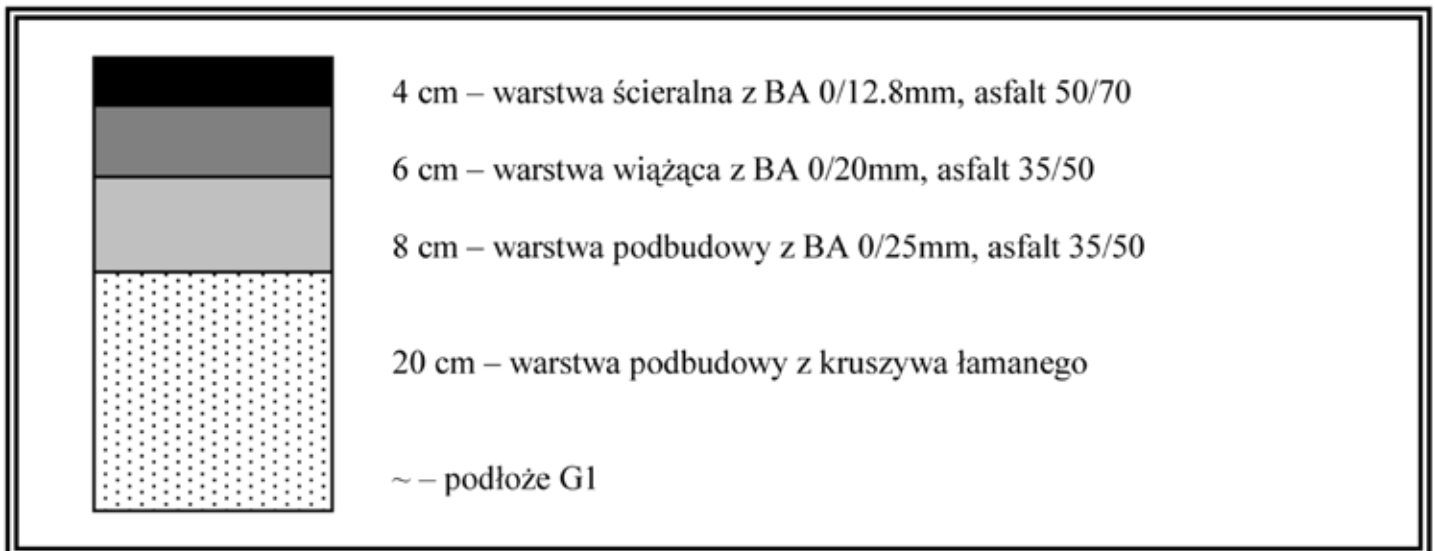 4 cm – warstwa ścieralna z BA 0/12.8mm, asfalt 50/70
6 cm – warstwa wiążąca z BA 0/20mm, asfalt 35/50
8 cm – warstwa podbudowy z BA 0/25mm, asfalt 35/50
20 cm – warstwa podbudowy z kruszywa łamanego
~ – podłoże G1